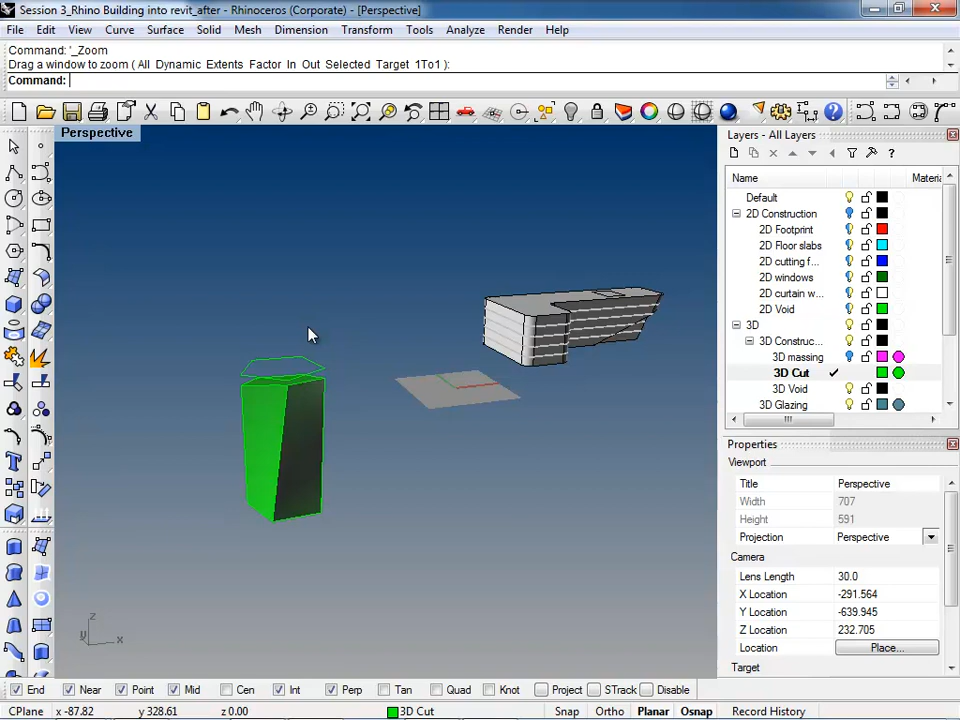 Session 3_Rhino Building into revit_after - Rhinoceros (Corporate) - [Perspective]
File Edit View Curve Surface Solid Mesh Dimension Transform Tools Analyze Render Help
Command: '_Zoom
Drag a window to zoom ( All Dynamic Extents Factor In Out Selected Target 1To1 ):
Command:
Perspective
Layers - All Layers
Name Materia
Default
2D Construction
2D Footprint
2D Floor slabs
2D cutting f...
2D windows
2D curtain w...
2D Void
3D
3D Construc...
3D massing
3D Cut
3D Void
3D Glazing
Properties
Viewport
Title Perspective
Width 707
Height 591
Projection Perspective
Camera
Lens Length 30.0
X Location -291.564
Y Location -639.945
Z Location 232.705
Location Place...
Target
z
y x
End Near Point Mid Cen Int Perp Tan Quad Knot Project STrack Disable
CPlane x -87.82 y 328.61 z 0.00 3D Cut Snap Ortho Planar Osnap Record History